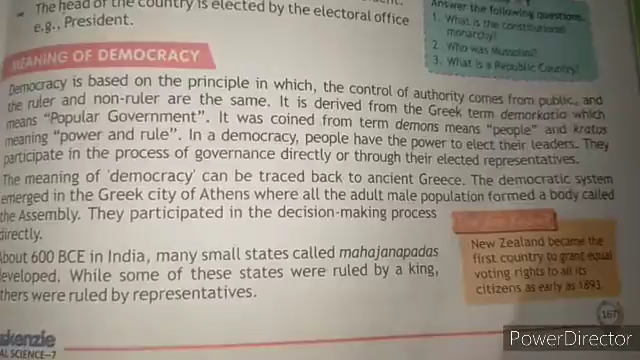 The head of the country is elected by the electoral office
e.g., President.
Answer the following questions.
1. What is the constitutional
monarchy?
2. Who was Mussolini?
3. What is a Republic Country?
MEANING OF DEMOCRACY
Democracy is based on the principle in which, the control of authority comes from public, and
the ruler and non-ruler are the same. It is derived from the Greek term demorkatia which
means “Popular Government”. It was coined from term demons means “people” and kratos
meaning “power and rule”. In a democracy, people have the power to elect their leaders. They
participate in the process of governance directly or through their elected representatives.
The meaning of 'democracy' can be traced back to ancient Greece. The democratic system
emerged in the Greek city of Athens where all the adult male population formed a body called
the Assembly. They participated in the decision-making process
directly.
About 600 BCE in India, many small states called mahajanapadas
developed. While some of these states were ruled by a king,
others were ruled by representatives.
New Zealand became the
first country to grant equal
voting rights to all its
citizens as early as 1893.
167
skenzie
AL SCIENCE–7
PowerDirector